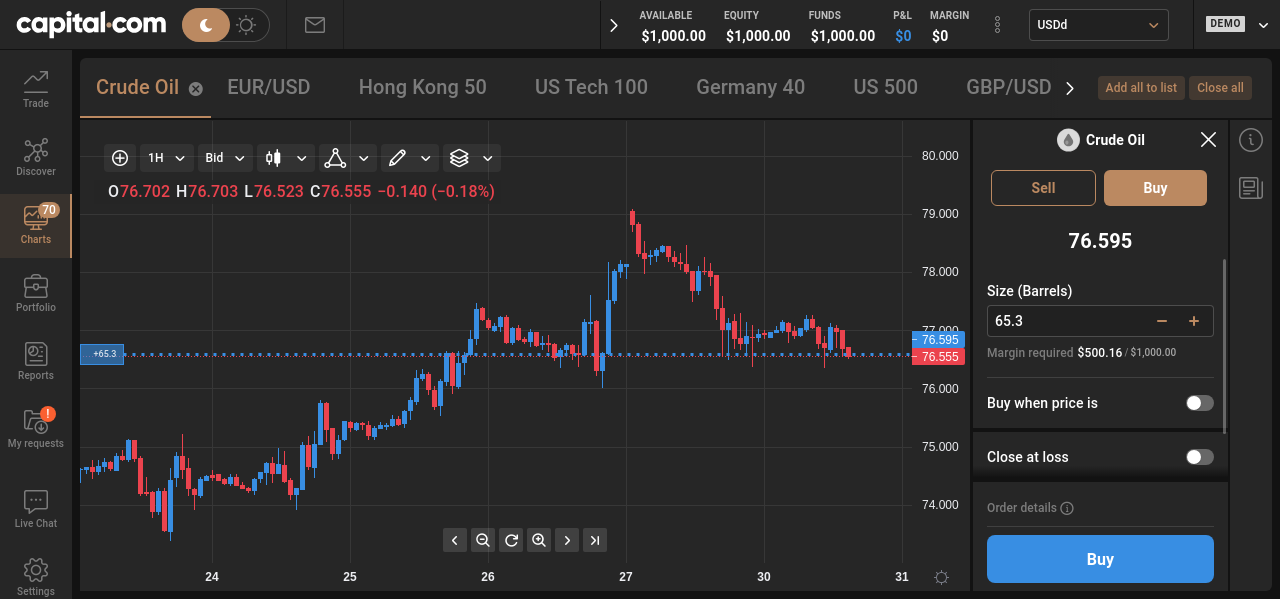 capital.com
AVAILABLE EQUITY FUNDS P&L MARGIN
$1,000.00 $1,000.00 $1,000.00 $0 $0
USDd
DEMO
Trade
Discover
70
Charts
Portfolio
Reports
!
My requests
Live Chat
Settings
Crude Oil EUR/USD Hong Kong 50 US Tech 100 Germany 40 US 500 GBP/USD
Add all to list Close all
1H Bid
O76.702 H76.703 L76.523 C76.555 −0.140 (−0.18%)
80.000
79.000
78.000
77.000
76.595
76.555
76.000
75.000
74.000
+65.3
24 25 26 27 30 31
Crude Oil
Sell Buy
76.595
Size (Barrels)
65.3 − +
Margin required $500.16 / $1,000.00
Buy when price is
Close at loss
Order details
Buy